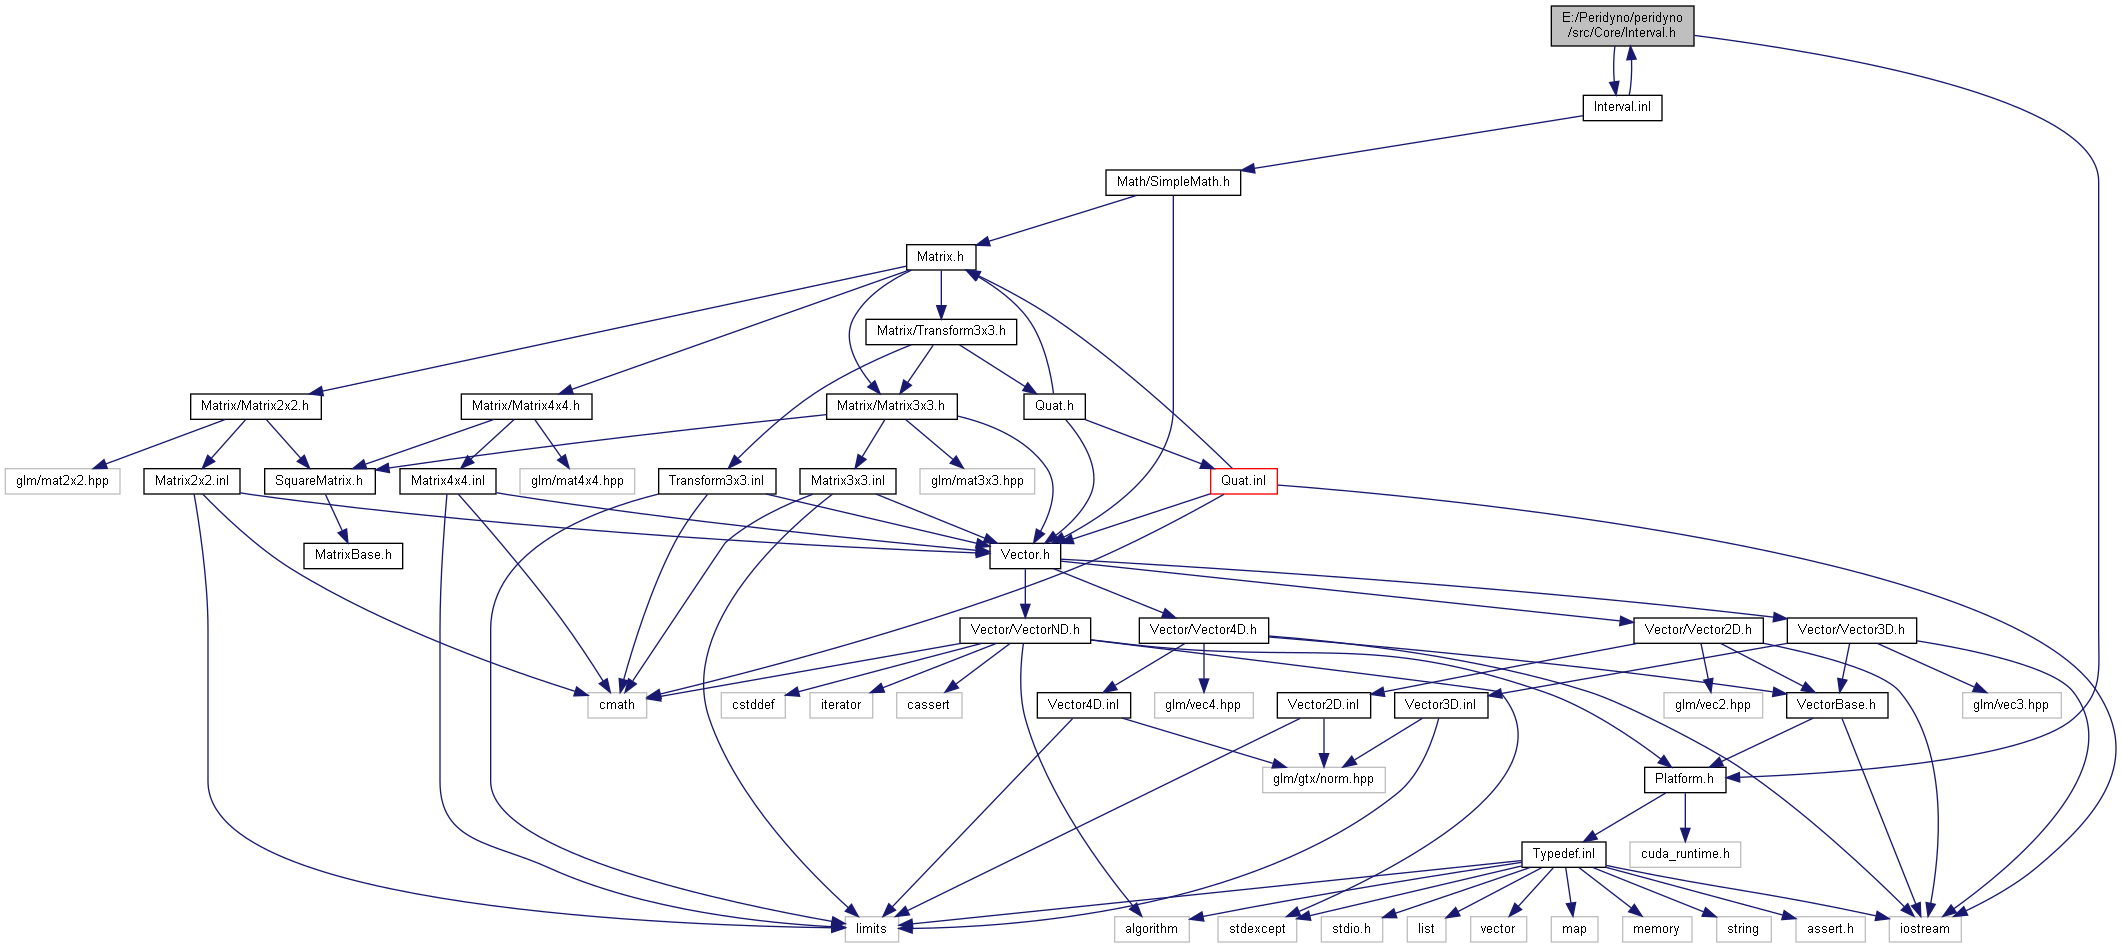 E:/Peridyno/peridyno
/src/Core/Interval.h
Interval.inl
Math/SimpleMath.h
Matrix.h
Matrix/Transform3x3.h
Matrix/Matrix2x2.h
Matrix/Matrix4x4.h
Matrix/Matrix3x3.h
Quat.h
glm/mat2x2.hpp
Matrix2x2.inl
SquareMatrix.h
Matrix4x4.inl
glm/mat4x4.hpp
Transform3x3.inl
Matrix3x3.inl
glm/mat3x3.hpp
Quat.inl
MatrixBase.h
Vector.h
Vector/VectorND.h
Vector/Vector4D.h
Vector/Vector2D.h
Vector/Vector3D.h
cmath
cstddef
iterator
cassert
Vector4D.inl
glm/vec4.hpp
Vector2D.inl
Vector3D.inl
glm/vec2.hpp
VectorBase.h
glm/vec3.hpp
glm/gtx/norm.hpp
Platform.h
Typedef.inl
cuda_runtime.h
limits
algorithm
stdexcept
stdio.h
list
vector
map
memory
string
assert.h
iostream